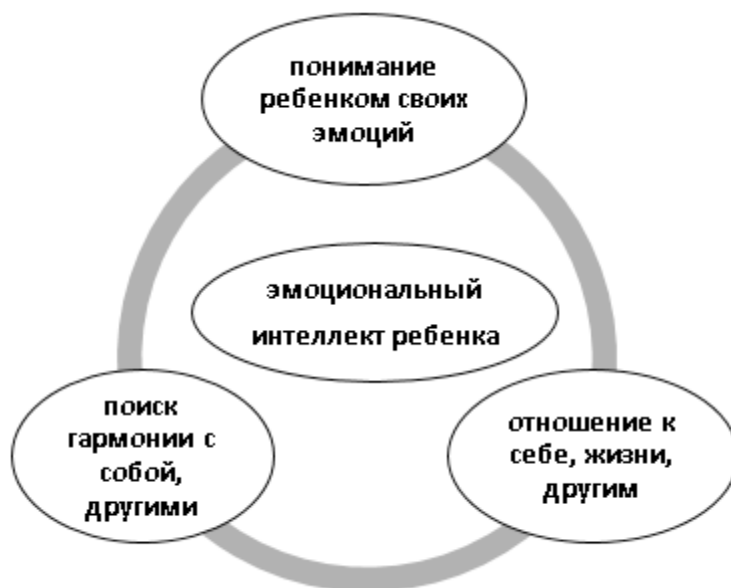 понимание
ребенком своих
эмоций
эмоциональный
интеллект ребенка
поиск
гармонии с
собой,
другими
отношение к
себе, жизни,
другим